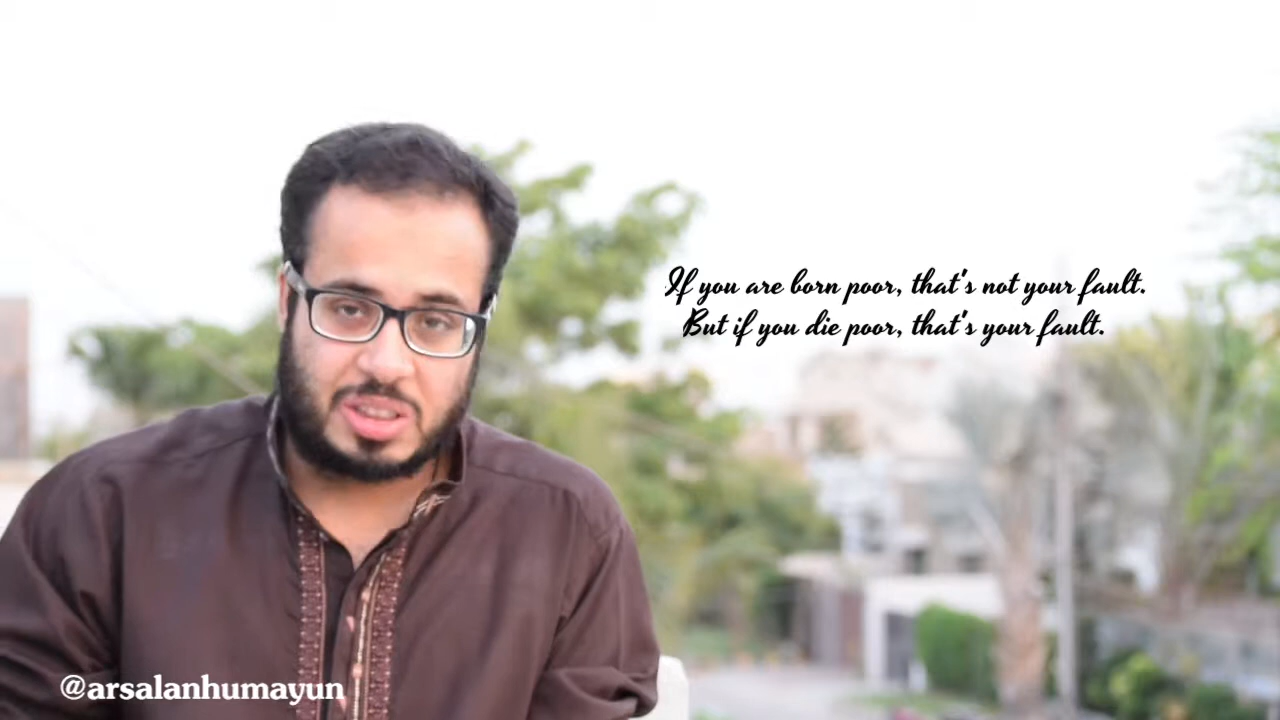 If you are born poor, that's not your fault.
But if you die poor, that's your fault.
@arsalanhumayun